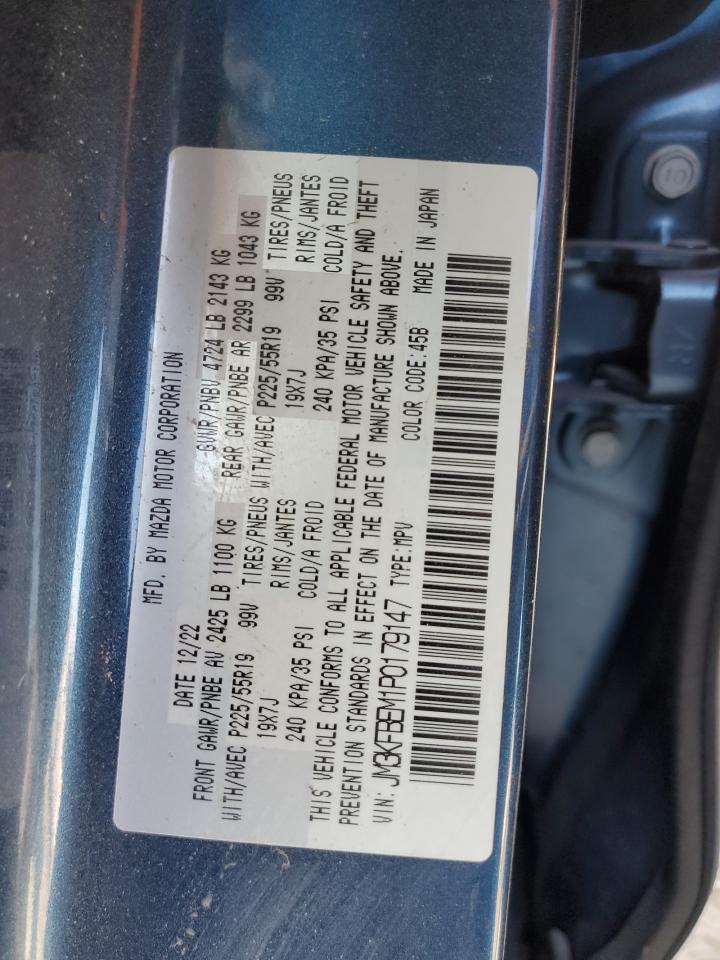 MFD. BY MAZDA MOTOR CORPORATION
DATE 12/22 GVWR/PNBV 4724 LB 2143 KG
FRONT GAWR/PNBE AV 2425 LB 1100 KG REAR GAWR/PNBE AR 2299 LB 1043 KG
WITH/AVEC P225/55R19 99V TIRES/PNEUS WITH/AVEC P225/55R19 99V TIRES/PNEUS
19X7J RIMS/JANTES 19X7J RIMS/JANTES
240 KPA/35 PSI COLD/A FROID 240 KPA/35 PSI COLD/A FROID
THIS VEHICLE CONFORMS TO ALL APPLICABLE FEDERAL MOTOR VEHICLE SAFETY AND THEFT
PREVENTION STANDARDS IN EFFECT ON THE DATE OF MANUFACTURE SHOWN ABOVE.
VIN: JM3KFBEM1P0179147 TYPE:MPV COLOR CODE:45B MADE IN JAPAN
10